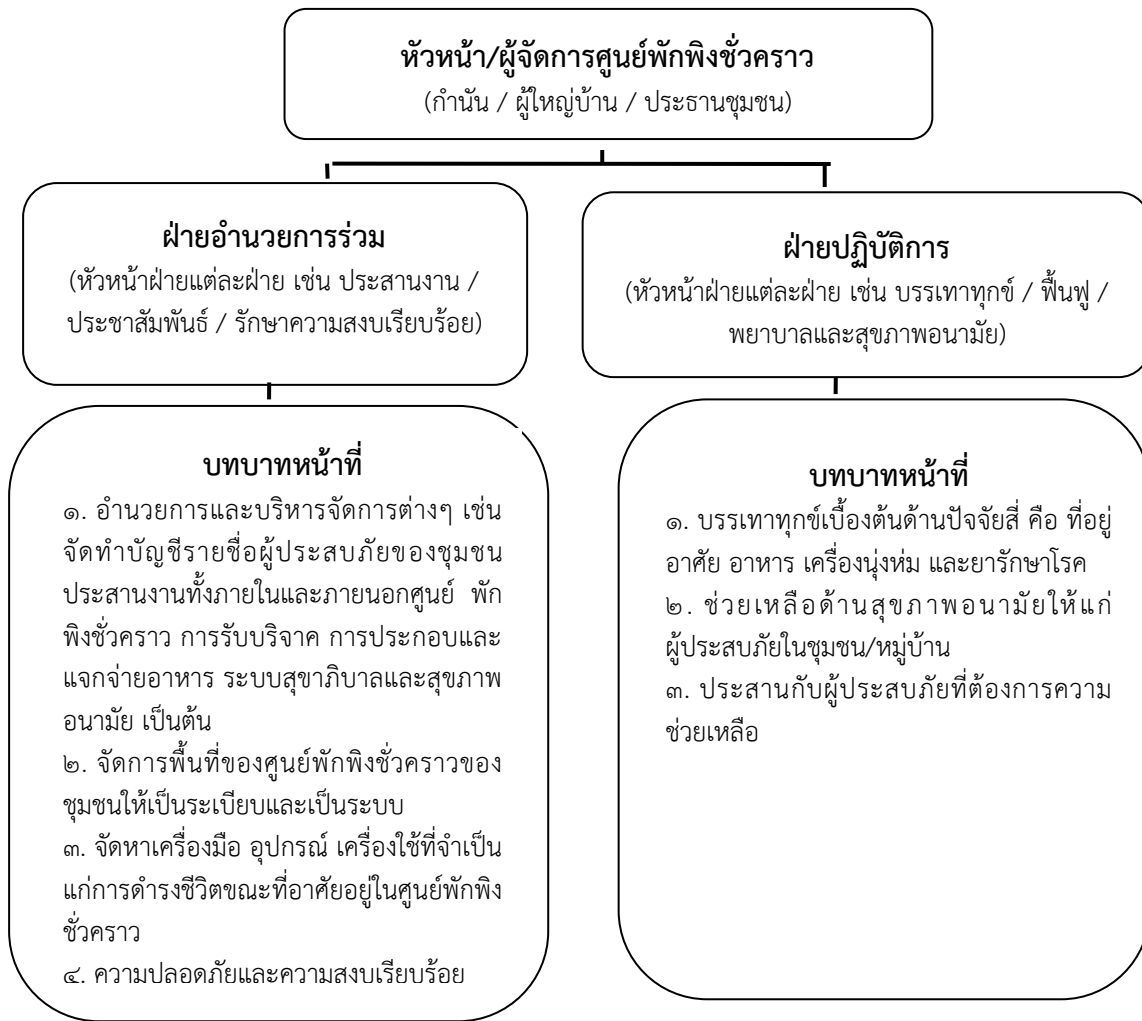 หัวหน้า/ผู้จัดการศูนย์พักพิงชั่วคราว
(กำนัน / ผู้ใหญ่บ้าน / ประธานชุมชน)
ฝ่ายอำนวยการร่วม
(หัวหน้าฝ่ายแต่ละฝ่าย เช่น ประสานงาน /
ประชาสัมพันธ์ / รักษาความสงบเรียบร้อย)
ฝ่ายปฏิบัติการ
(หัวหน้าฝ่ายแต่ละฝ่าย เช่น บรรเทาทุกข์ / ฟื้นฟู /
พยาบาลและสุขภาพอนามัย)
บทบาทหน้าที่
๑. อำนวยการและบริหารจัดการต่างๆ เช่น
จัดทำบัญชีรายชื่อผู้ประสบภัยของชุมชน
ประสานงานทั้งภายในและภายนอกศูนย์ พัก
พิงชั่วคราว การรับบริจาค การประกอบและ
แจกจ่ายอาหาร ระบบสุขาภิบาลและสุขภาพ
อนามัย เป็นต้น
๒. จัดการพื้นที่ของศูนย์พักพิงชั่วคราวของ
ชุมชนให้เป็นระเบียบและเป็นระบบ
๓. จัดหาเครื่องมือ อุปกรณ์ เครื่องใช้ที่จำเป็น
แก่การดำรงชีวิตขณะที่อาศัยอยู่ในศูนย์พักพิง
ชั่วคราว
๔. ความปลอดภัยและความสงบเรียบร้อย
บทบาทหน้าที่
๑. บรรเทาทุกข์เบื้องต้นด้านปัจจัยสี่ คือ ที่อยู่
อาศัย อาหาร เครื่องนุ่งห่ม และยารักษาโรค
๒. ช่วยเหลือด้านสุขภาพอนามัยให้แก่
ผู้ประสบภัยในชุมชน/หมู่บ้าน
๓. ประสานกับผู้ประสบภัยที่ต้องการความ
ช่วยเหลือ